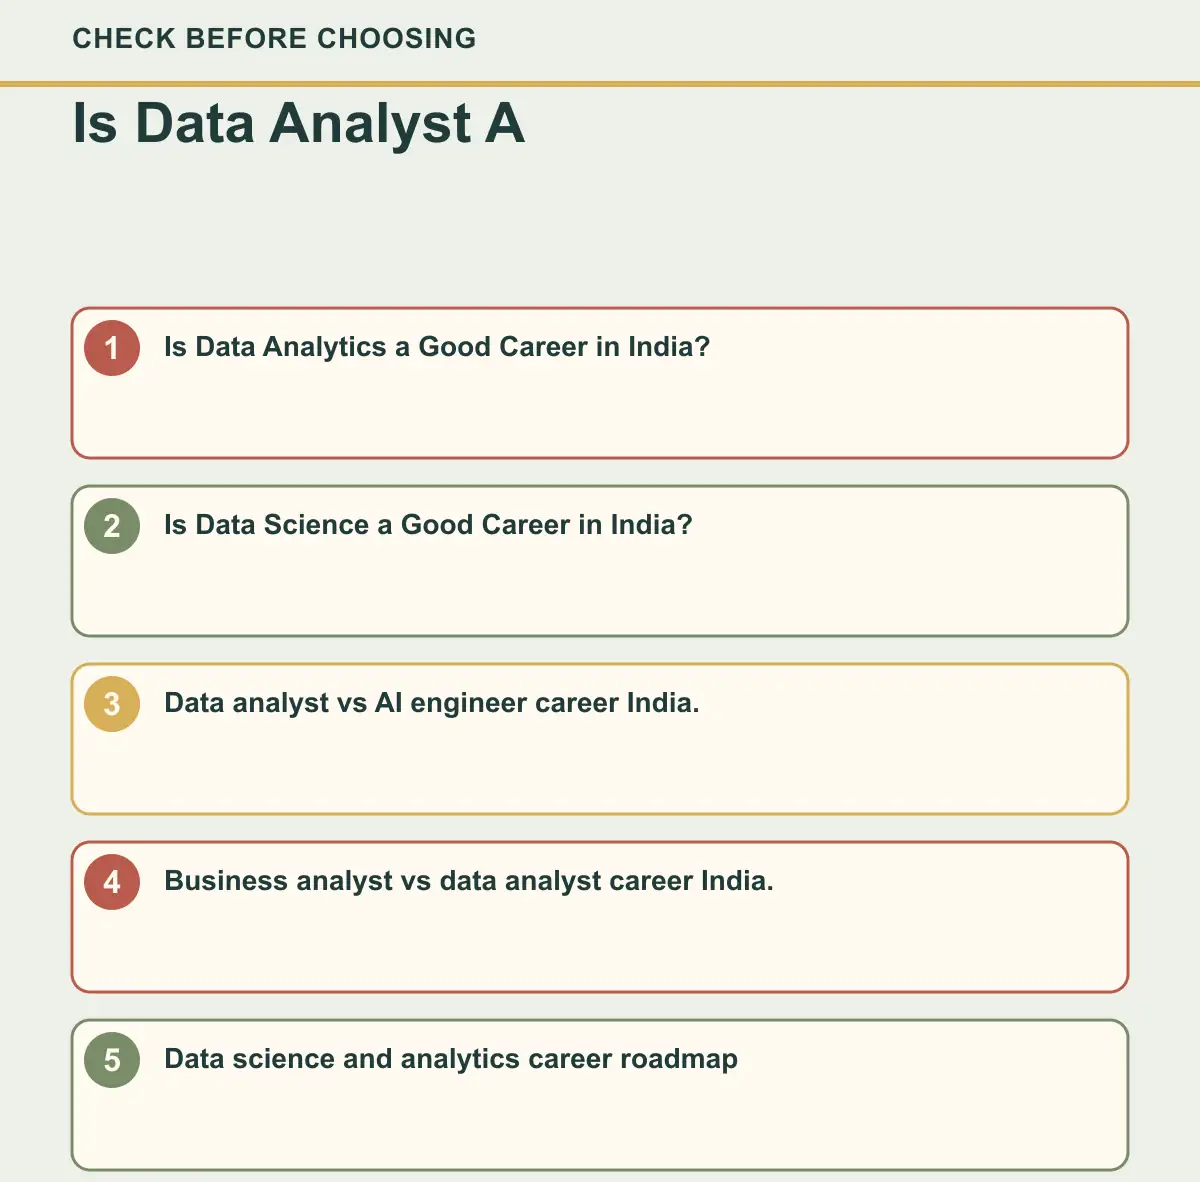 CHECK BEFORE CHOOSING
Is Data Analyst A
1 Is Data Analytics a Good Career in India?
2 Is Data Science a Good Career in India?
3 Data analyst vs AI engineer career India.
4 Business analyst vs data analyst career India.
5 Data science and analytics career roadmap